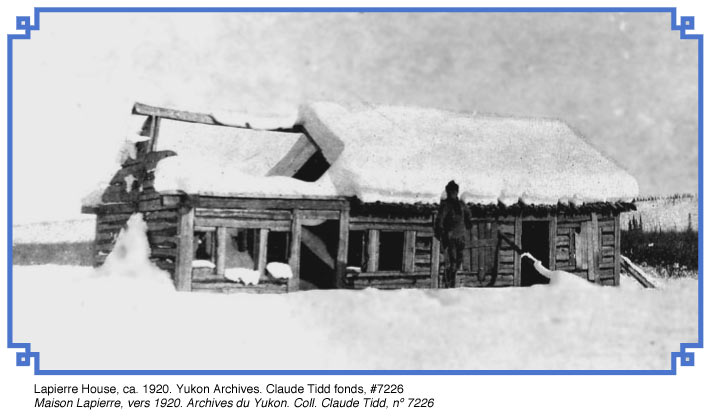 Lapierre House, ca. 1920. Yukon Archives. Claude Tidd fonds, #7226
Maison Lapierre, vers 1920. Archives du Yukon. Coll. Claude Tidd, nº 7226